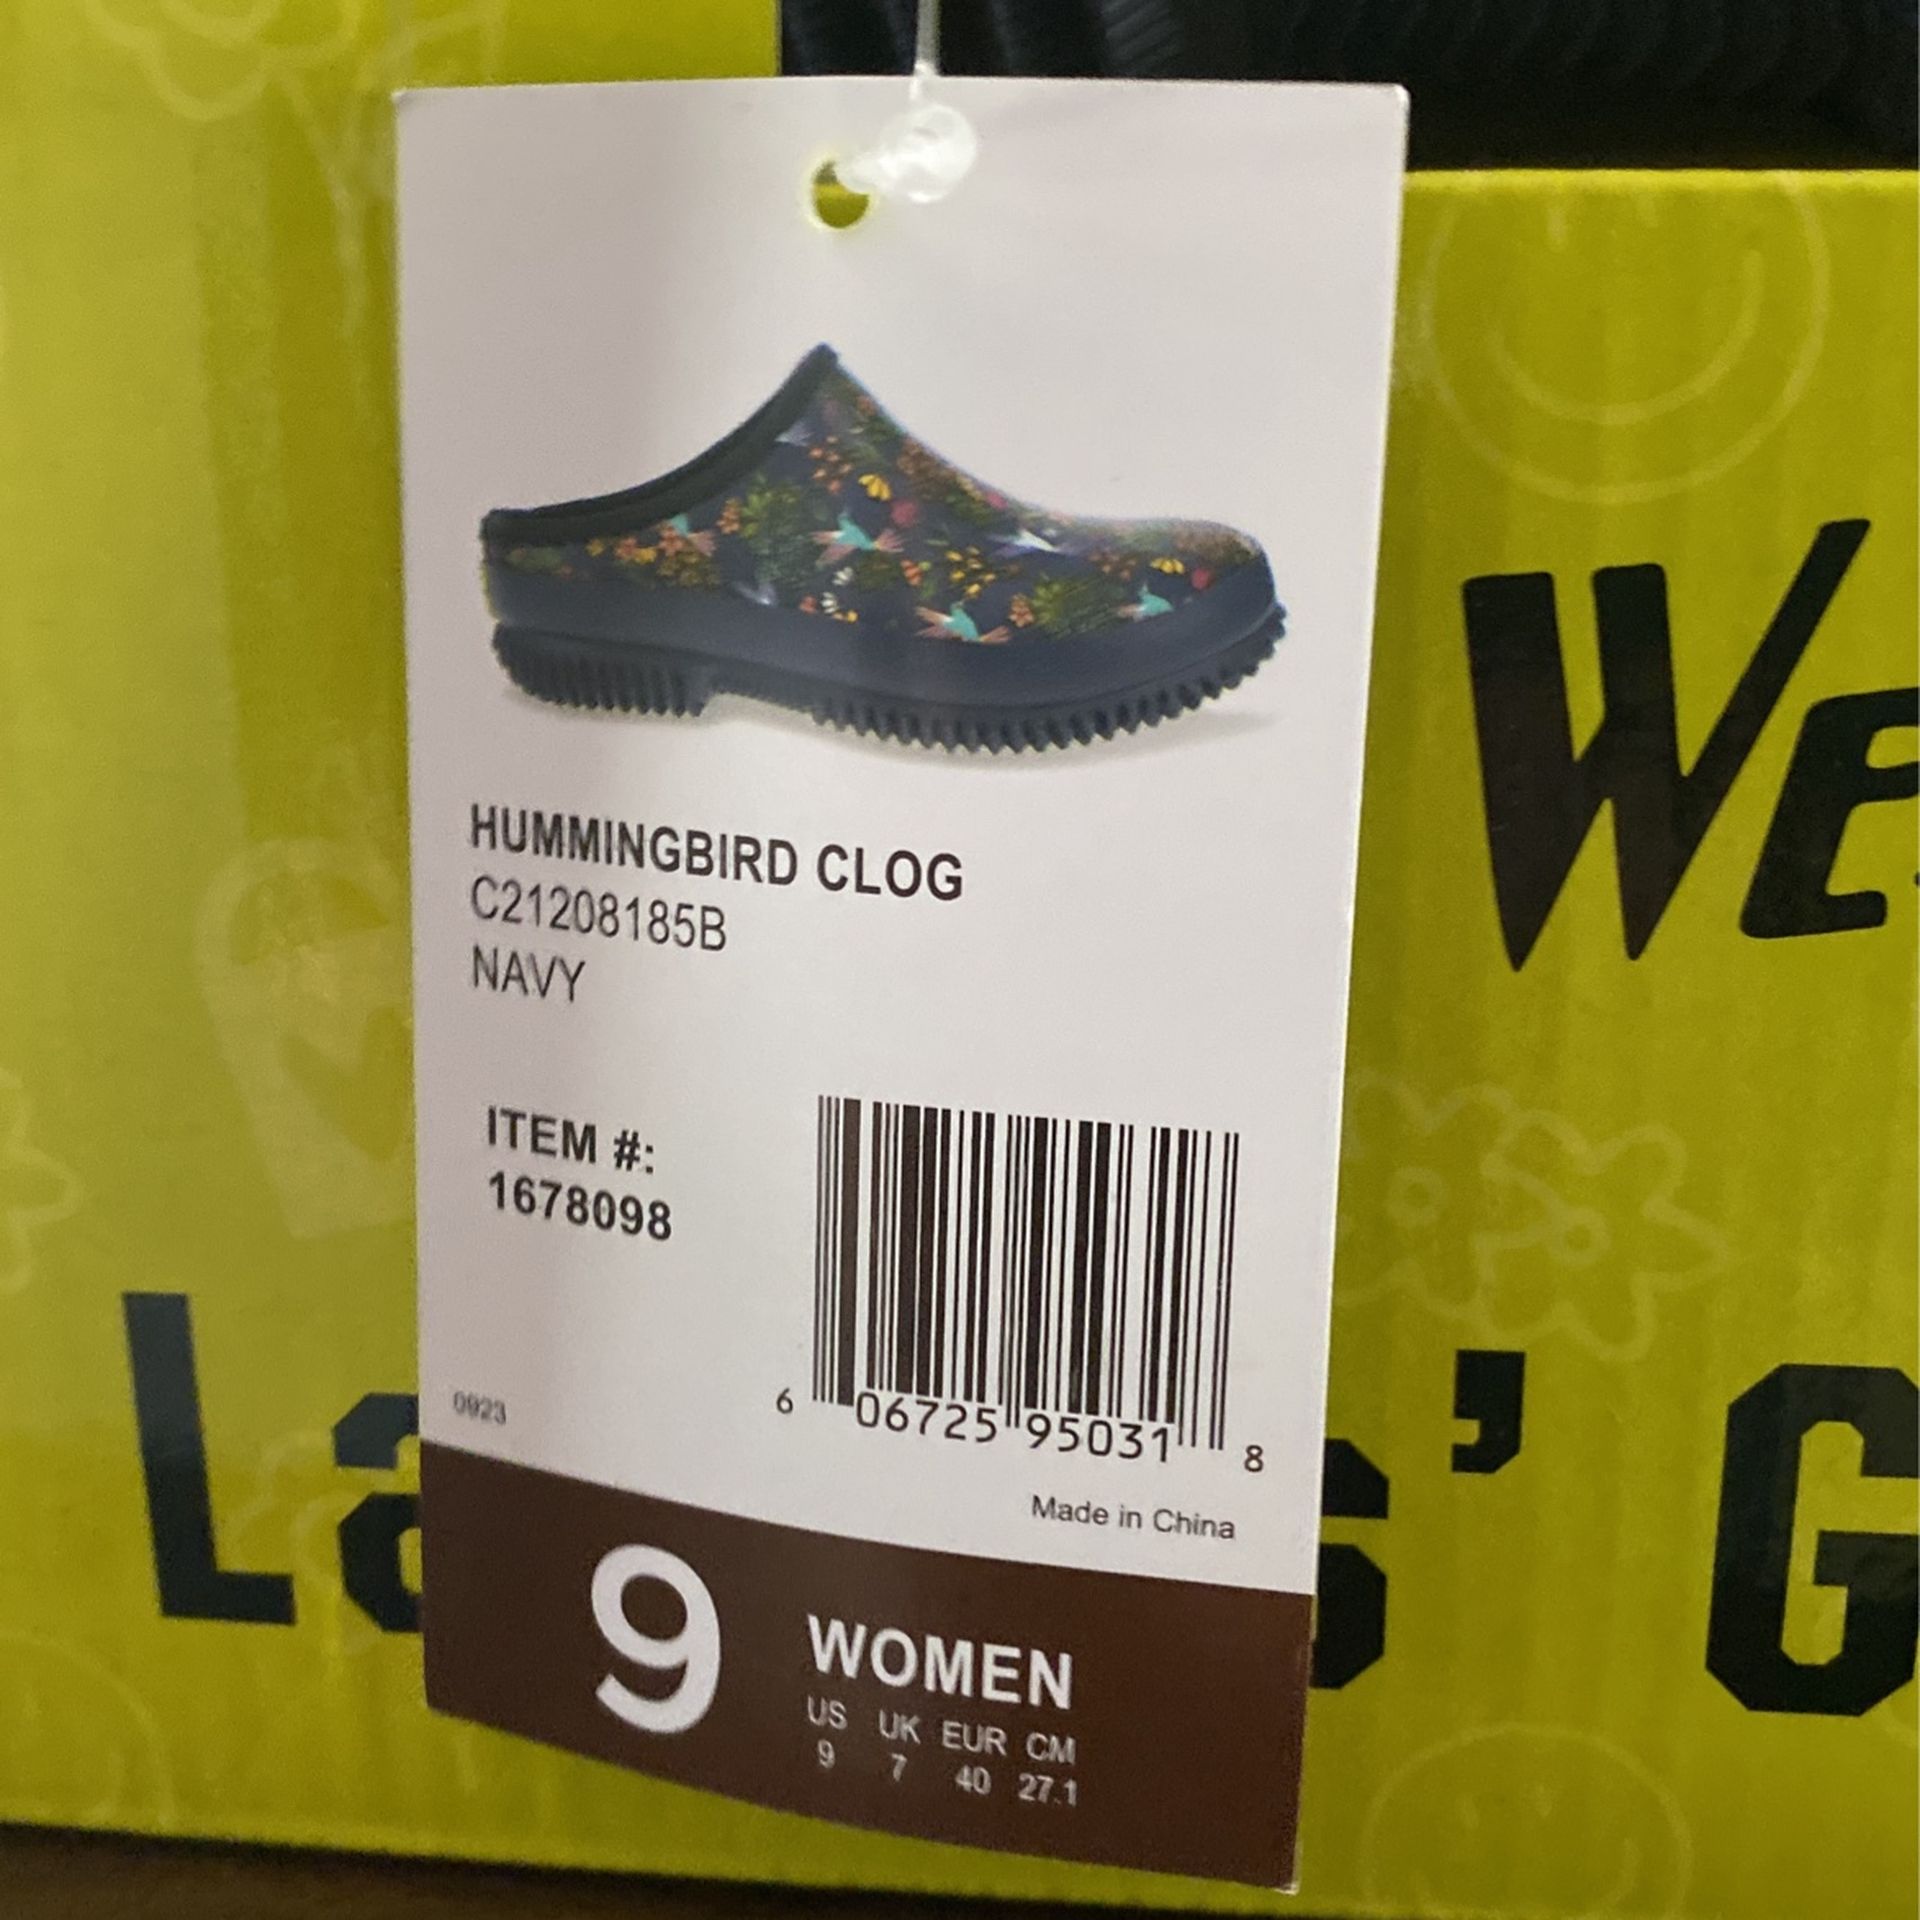 HUMMINGBIRD CLOG
C21208185B
NAVY
ITEM #:
1678098
0923
6 06725 95031 8
Made in China
9 WOMEN
US UK EUR CM
9 7 40 27.1
We
La s' G